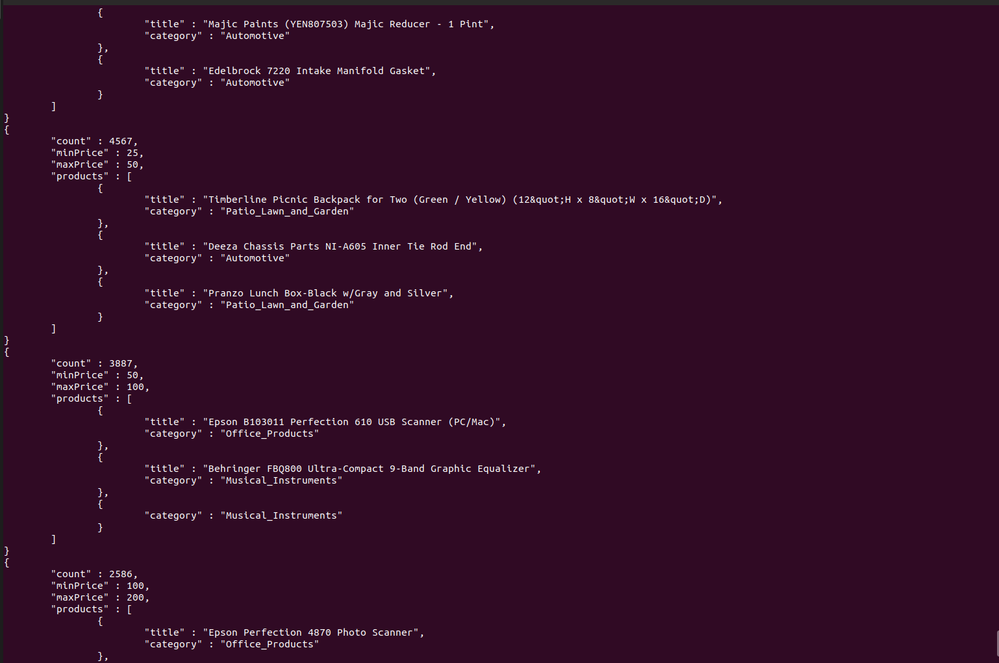 {
"title" : "Majic Paints (YEN807503) Majic Reducer - 1 Pint",
"category" : "Automotive"
},
{
"title" : "Edelbrock 7220 Intake Manifold Gasket",
"category" : "Automotive"
}
]
}
{
"count" : 4567,
"minPrice" : 25,
"maxPrice" : 50,
"products" : [
{
"title" : "Timberline Picnic Backpack for Two (Green / Yellow) (12&quot;H x 8&quot;W x 16&quot;D)",
"category" : "Patio_Lawn_and_Garden"
},
{
"title" : "Deeza Chassis Parts NI-A605 Inner Tie Rod End",
"category" : "Automotive"
},
{
"title" : "Pranzo Lunch Box-Black w/Gray and Silver",
"category" : "Patio_Lawn_and_Garden"
}
]
}
{
"count" : 3887,
"minPrice" : 50,
"maxPrice" : 100,
"products" : [
{
"title" : "Epson B103011 Perfection 610 USB Scanner (PC/Mac)",
"category" : "Office_Products"
},
{
"title" : "Behringer FBQ800 Ultra-Compact 9-Band Graphic Equalizer",
"category" : "Musical_Instruments"
},
{
"category" : "Musical_Instruments"
}
]
}
{
"count" : 2586,
"minPrice" : 100,
"maxPrice" : 200,
"products" : [
{
"title" : "Epson Perfection 4870 Photo Scanner",
"category" : "Office_Products"
},